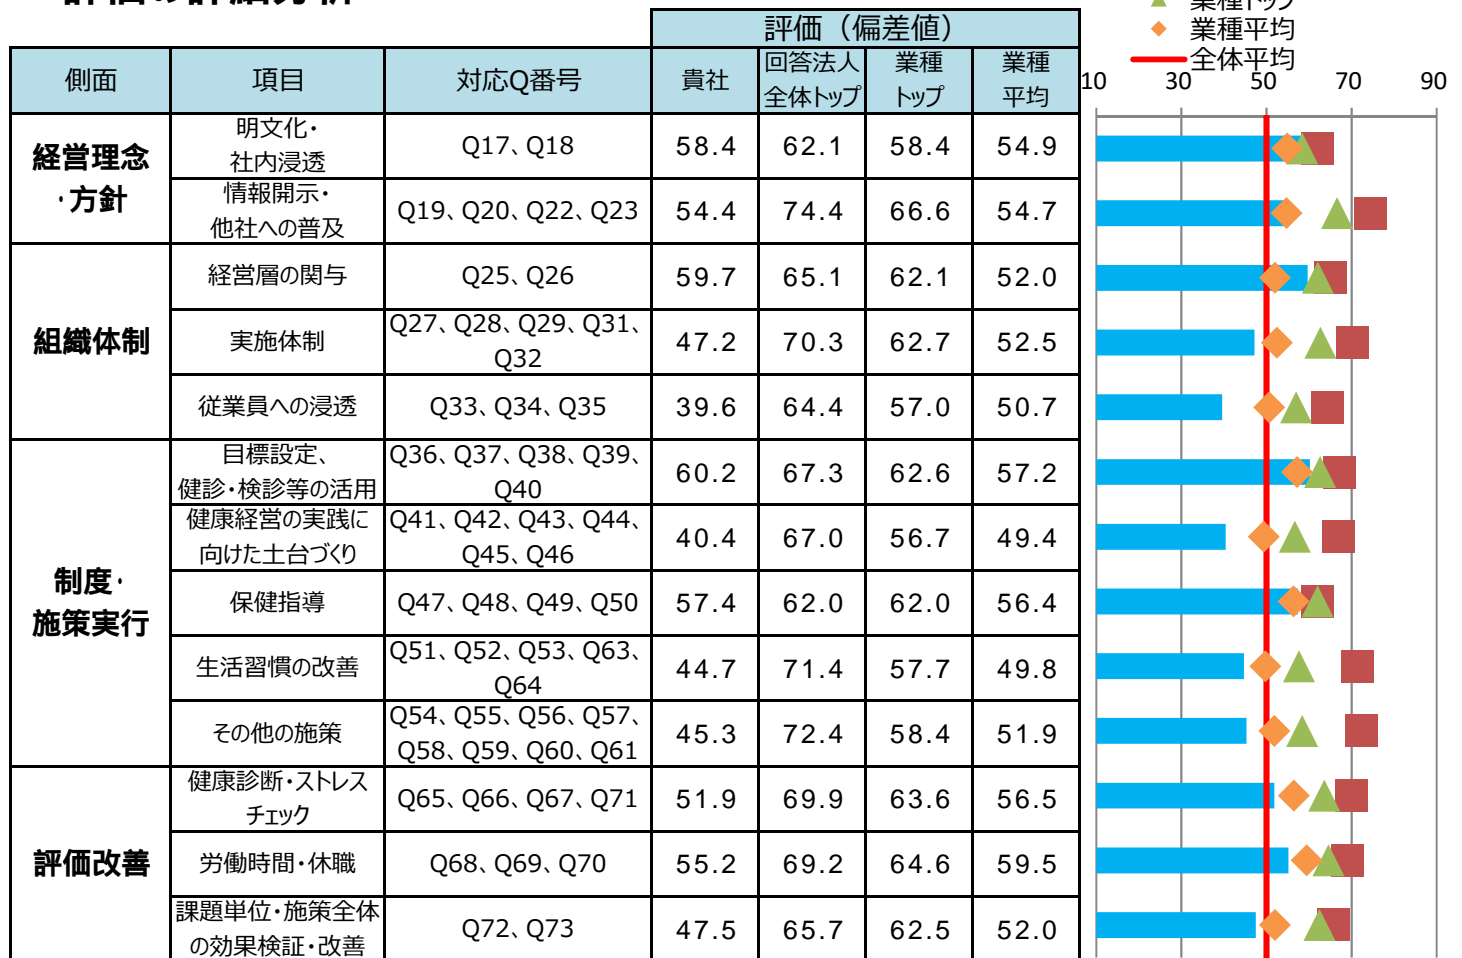 評価の詳細分析
業種トップ
業種平均
全体平均
評価（偏差値）
側面 項目 対応Q番号 貴社 回答法人 全体トップ 業種 トップ 業種 平均
10 30 50 70 90
経営理念
・方針
明文化・
社内浸透
Q17、Q18 58.4 62.1 58.4 54.9
情報開示・
他社への普及
Q19、Q20、Q22、Q23 54.4 74.4 66.6 54.7
組織体制
経営層の関与 Q25、Q26 59.7 65.1 62.1 52.0
実施体制
Q27、Q28、Q29、Q31、
Q32
47.2 70.3 62.7 52.5
従業員への浸透 Q33、Q34、Q35 39.6 64.4 57.0 50.7
制度・
施策実行
目標設定、
健診・検診等の活用
Q36、Q37、Q38、Q39、
Q40
60.2 67.3 62.6 57.2
健康経営の実践に
向けた土台づくり
Q41、Q42、Q43、Q44、
Q45、Q46
40.4 67.0 56.7 49.4
保健指導 Q47、Q48、Q49、Q50 57.4 62.0 62.0 56.4
生活習慣の改善
Q51、Q52、Q53、Q63、
Q64
44.7 71.4 57.7 49.8
その他の施策
Q54、Q55、Q56、Q57、
Q58、Q59、Q60、Q61
45.3 72.4 58.4 51.9
評価改善
健康診断・ストレス
チェック
Q65、Q66、Q67、Q71 51.9 69.9 63.6 56.5
労働時間・休職 Q68、Q69、Q70 55.2 69.2 64.6 59.5
課題単位・施策全体
の効果検証・改善
Q72、Q73 47.5 65.7 62.5 52.0